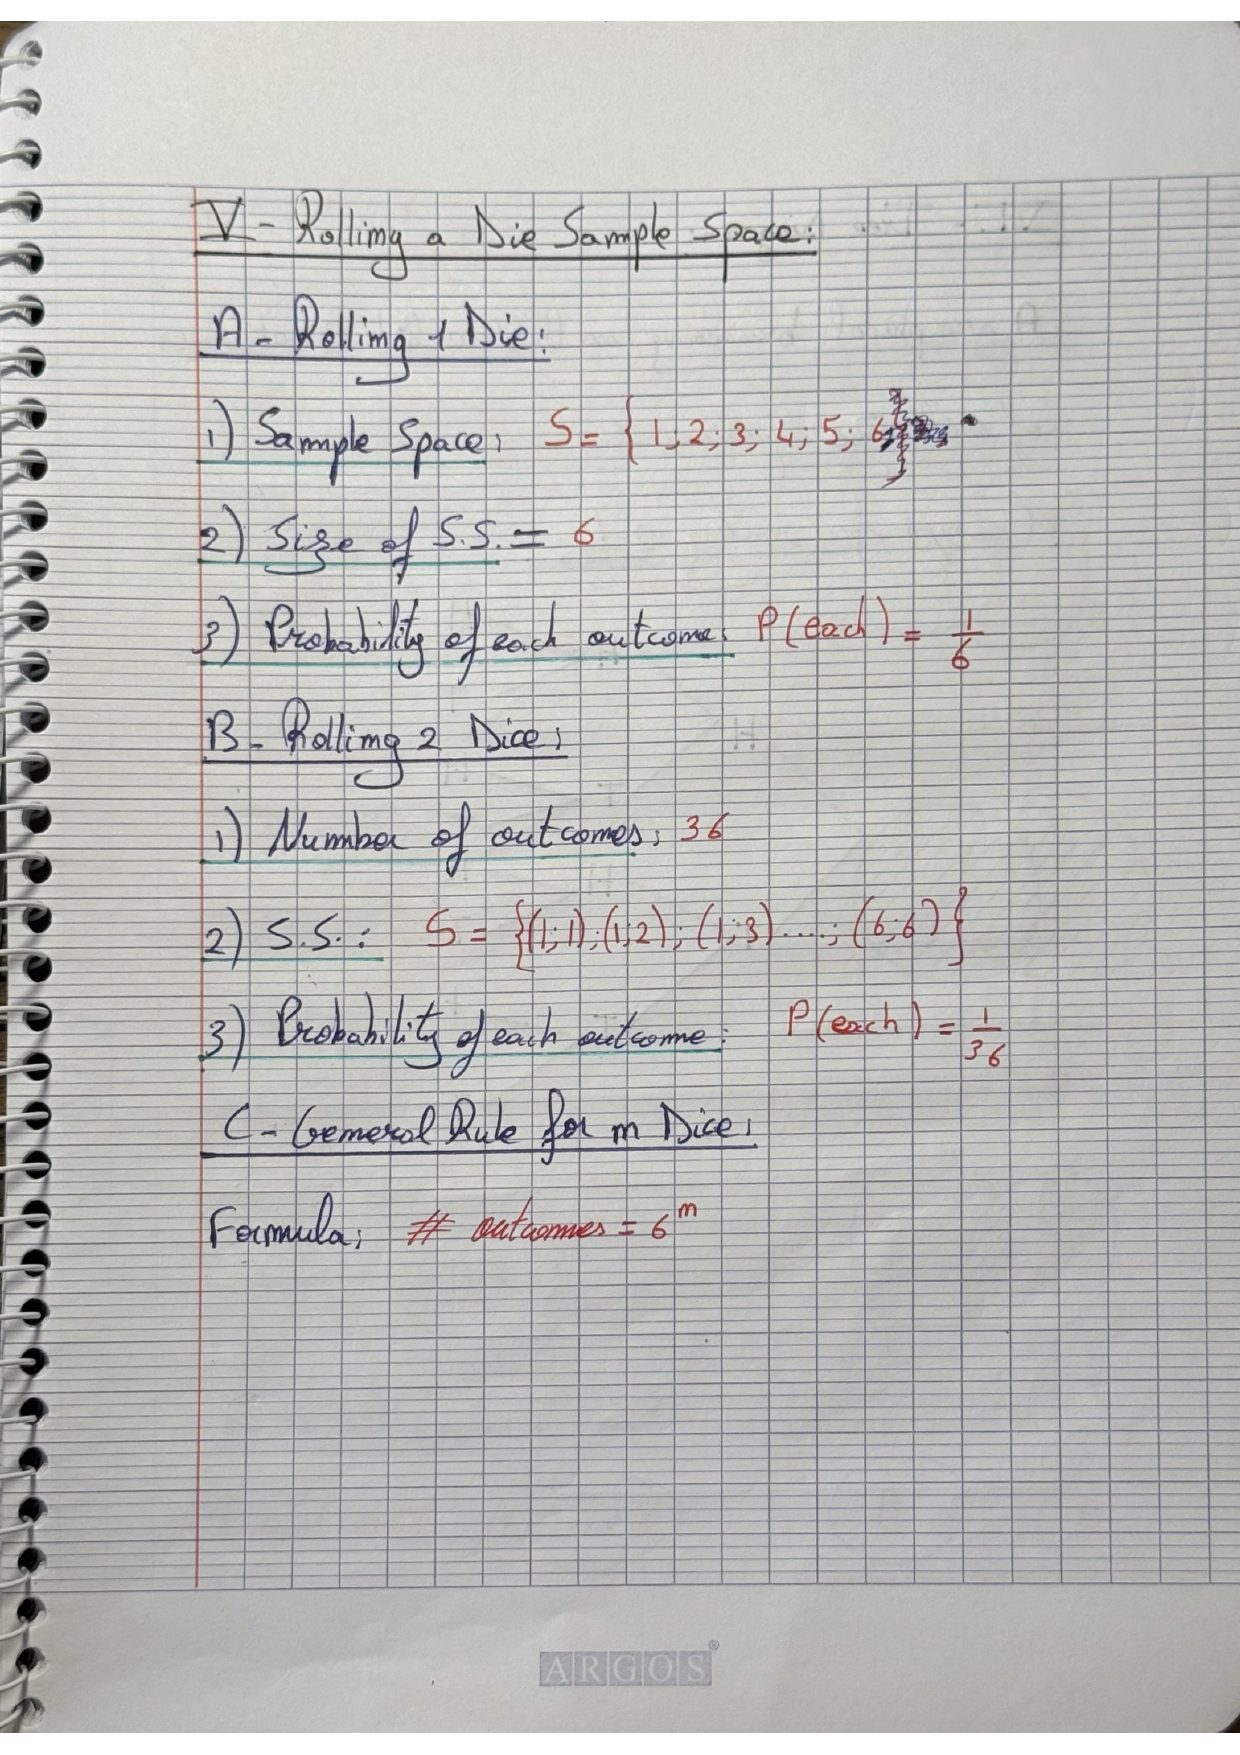 V - Rolling a Die Sample Space:
A - Rolling 1 Die:
1) Sample Space: S = { 1; 2; 3; 4; 5; 6 }
2) Size of S.S. = 6
3) Probability of each outcome: P(each) = 1/6
B - Rolling 2 Dice:
1) Number of outcomes: 36
2) S.S.: S = {(1;1);(1;2);(1;3)....;(6;6)}
3) Probability of each outcome: P(each) = 1/36
C - General Rule for n Dice:
Formula: # outcomes = 6^n
ARGOS®